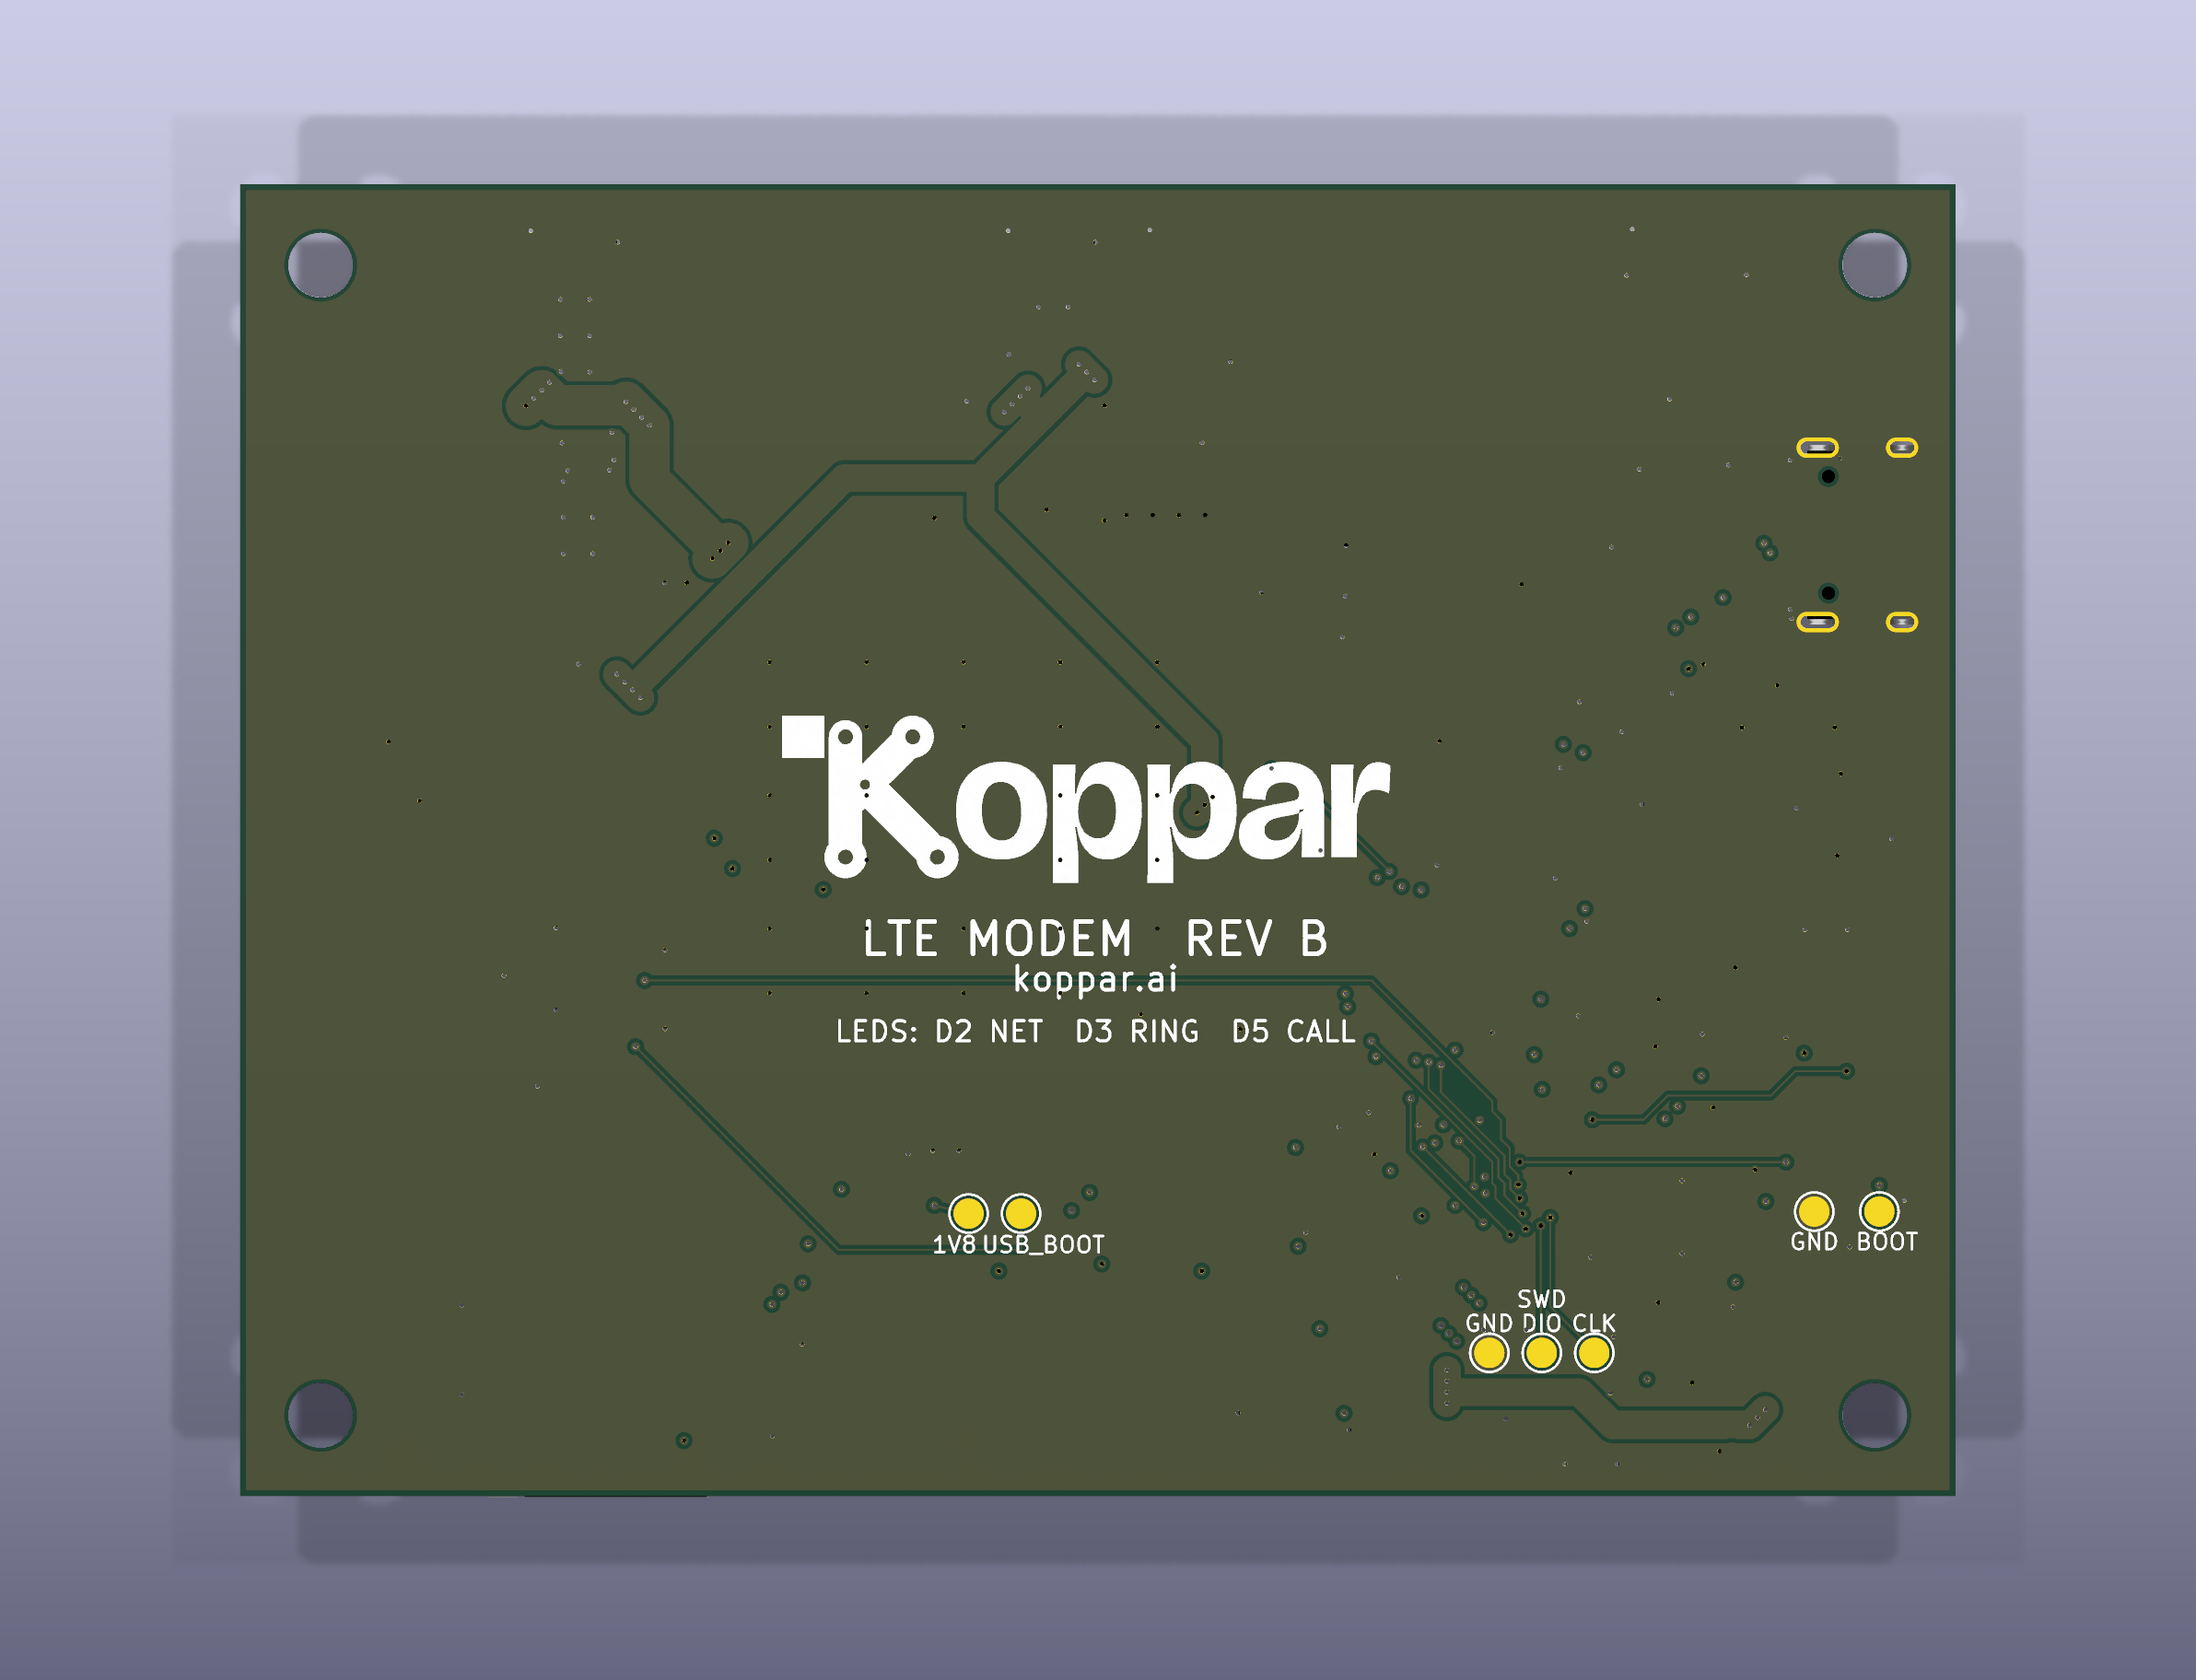 Koppar
LTE MODEM REV B
koppar.ai
LEDS: D2 NET D3 RING D5 CALL
1V8 USB_BOOT
GND BOOT
SWD
GND DIO CLK